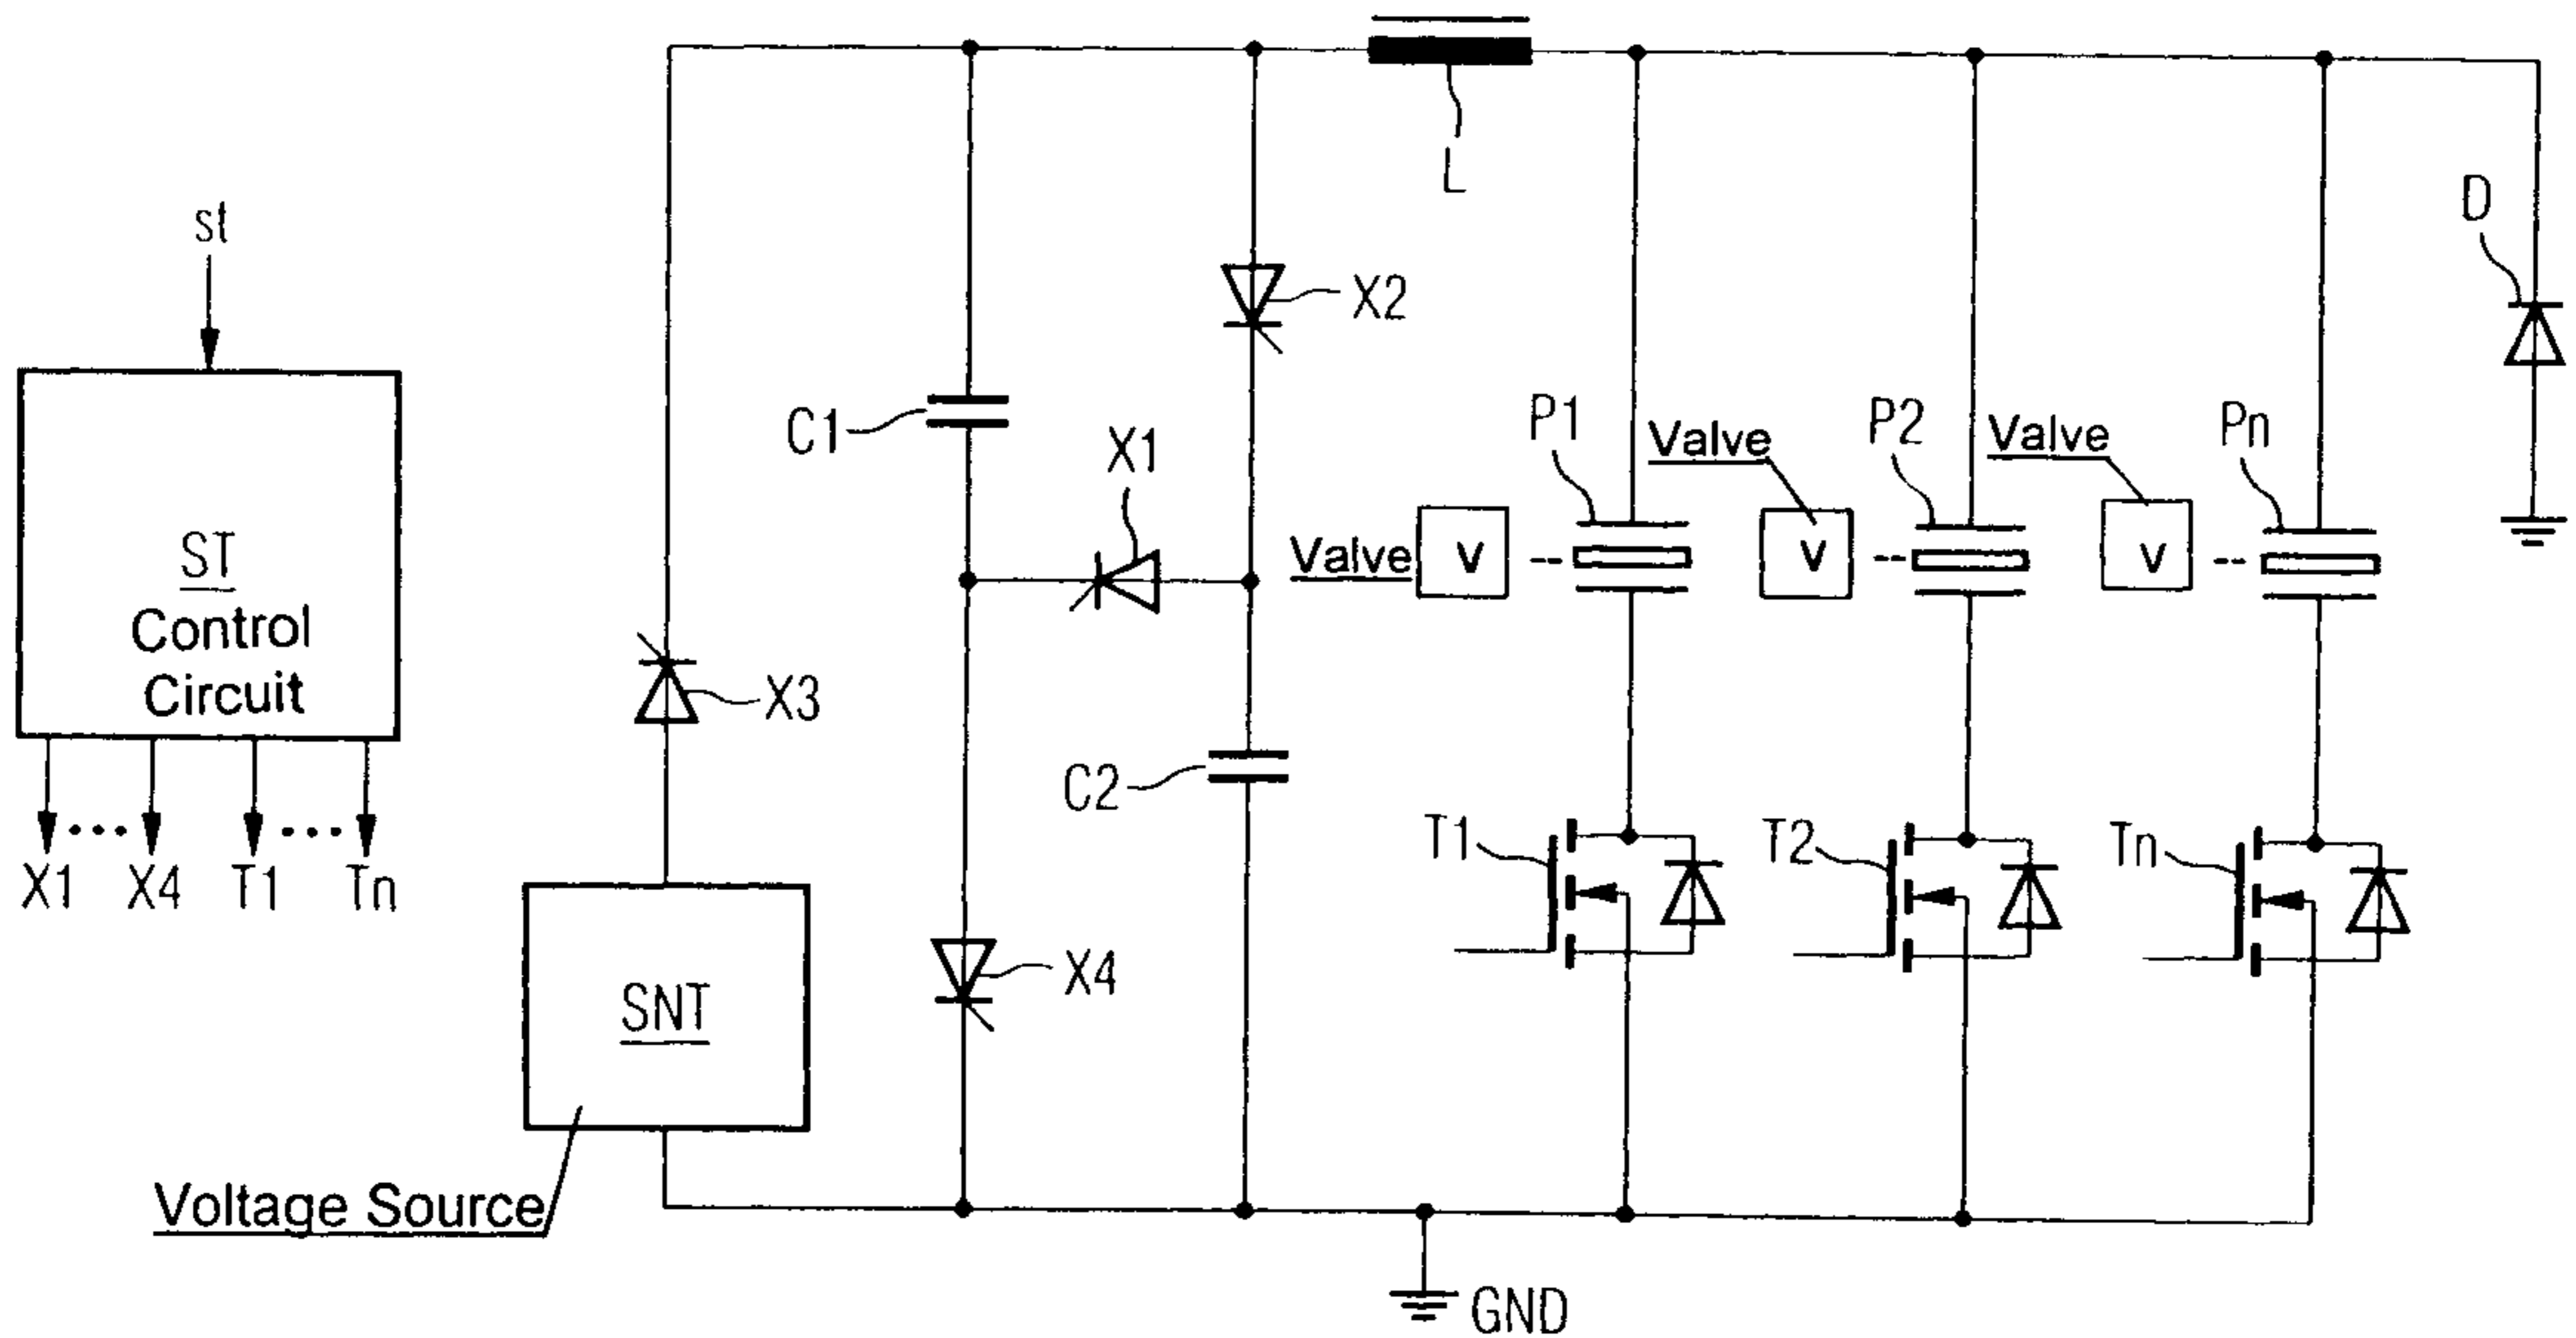 L
D
st
X2
C1
X1
P1
Valve
P2
Valve
Pn
Valve
V
V
V
ST
Control
Circuit
X3
C2
X1
X4
T1
Tn
T1
T2
Tn
X4
SNT
Voltage Source
GND